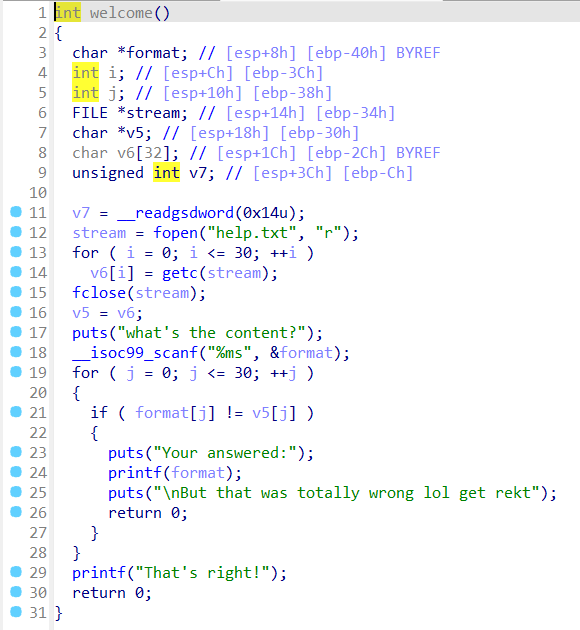 1 int welcome()
2 {
3 char *format; // [esp+8h] [ebp-40h] BYREF
4 int i; // [esp+Ch] [ebp-3Ch]
5 int j; // [esp+10h] [ebp-38h]
6 FILE *stream; // [esp+14h] [ebp-34h]
7 char *v5; // [esp+18h] [ebp-30h]
8 char v6[32]; // [esp+1Ch] [ebp-2Ch] BYREF
9 unsigned int v7; // [esp+3Ch] [ebp-Ch]
10
11 v7 = __readgsdword(0x14u);
12 stream = fopen("help.txt", "r");
13 for ( i = 0; i <= 30; ++i )
14 v6[i] = getc(stream);
15 fclose(stream);
16 v5 = v6;
17 puts("what's the content?");
18 __isoc99_scanf("%ms", &format);
19 for ( j = 0; j <= 30; ++j )
20 {
21 if ( format[j] != v5[j] )
22 {
23 puts("Your answered:");
24 printf(format);
25 puts("\nBut that was totally wrong lol get rekt");
26 return 0;
27 }
28 }
29 printf("That's right!");
30 return 0;
31 }